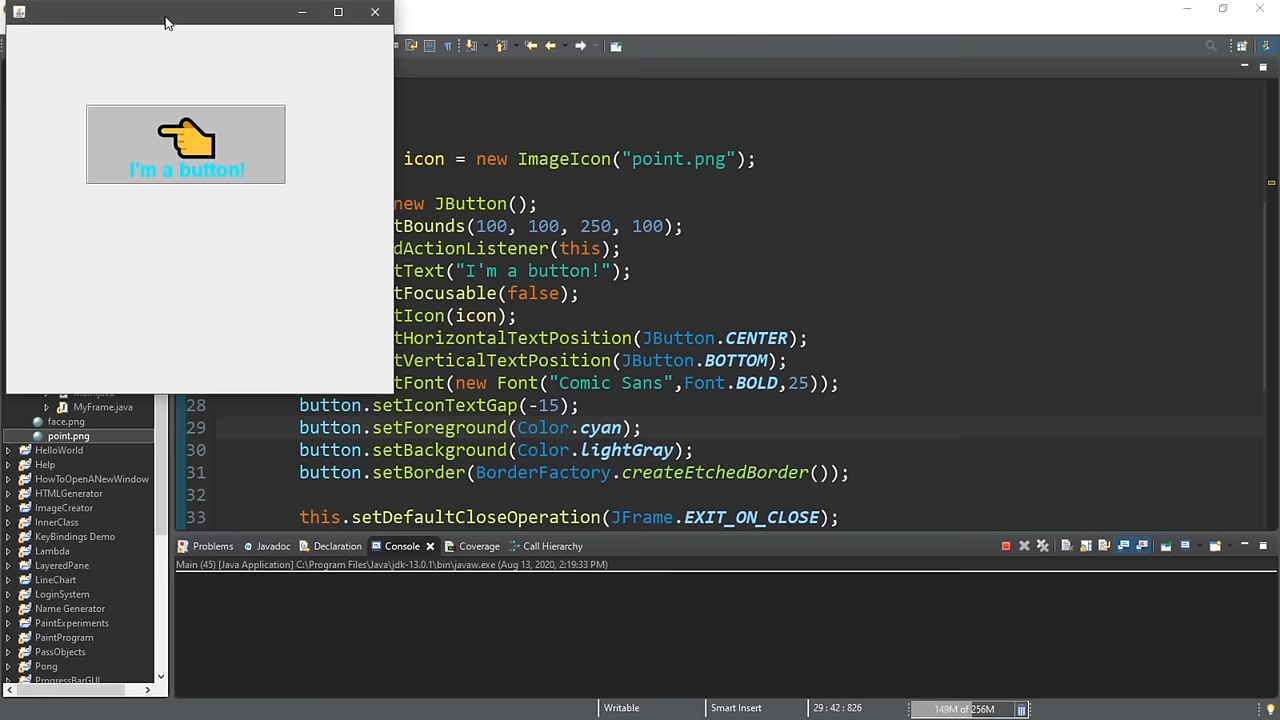 I'm a button!
icon = new ImageIcon("point.png");
new JButton();
tBounds(100, 100, 250, 100);
dActionListener(this);
tText("I'm a button!");
tFocusable(false);
tIcon(icon);
tHorizontalTextPosition(JButton.CENTER);
tVerticalTextPosition(JButton.BOTTOM);
tFont(new Font("Comic Sans",Font.BOLD,25));
28 button.setIconTextGap(-15);
29 button.setForeground(Color.cyan);
30 button.setBackground(Color.lightGray);
31 button.setBorder(BorderFactory.createEtchedBorder());
32
33 this.setDefaultCloseOperation(JFrame.EXIT_ON_CLOSE);
MyFrame.java
face.png
point.png
HelloWorld
Help
HowToOpenANewWindow
HTMLGenerator
ImageCreator
InnerClass
KeyBindings Demo
Lambda
LayeredPane
LineChart
LoginSystem
Name Generator
PaintExperiments
PaintProgram
PassObjects
Pong
ProgressBarGUI
Problems Javadoc Declaration Console Coverage Call Hierarchy
Main (45) [Java Application] C:\Program Files\Java\jdk-13.0.1\bin\javaw.exe (Aug 13, 2020, 2:19:33 PM)
Writable Smart Insert 29 : 42 : 826 149M of 256M